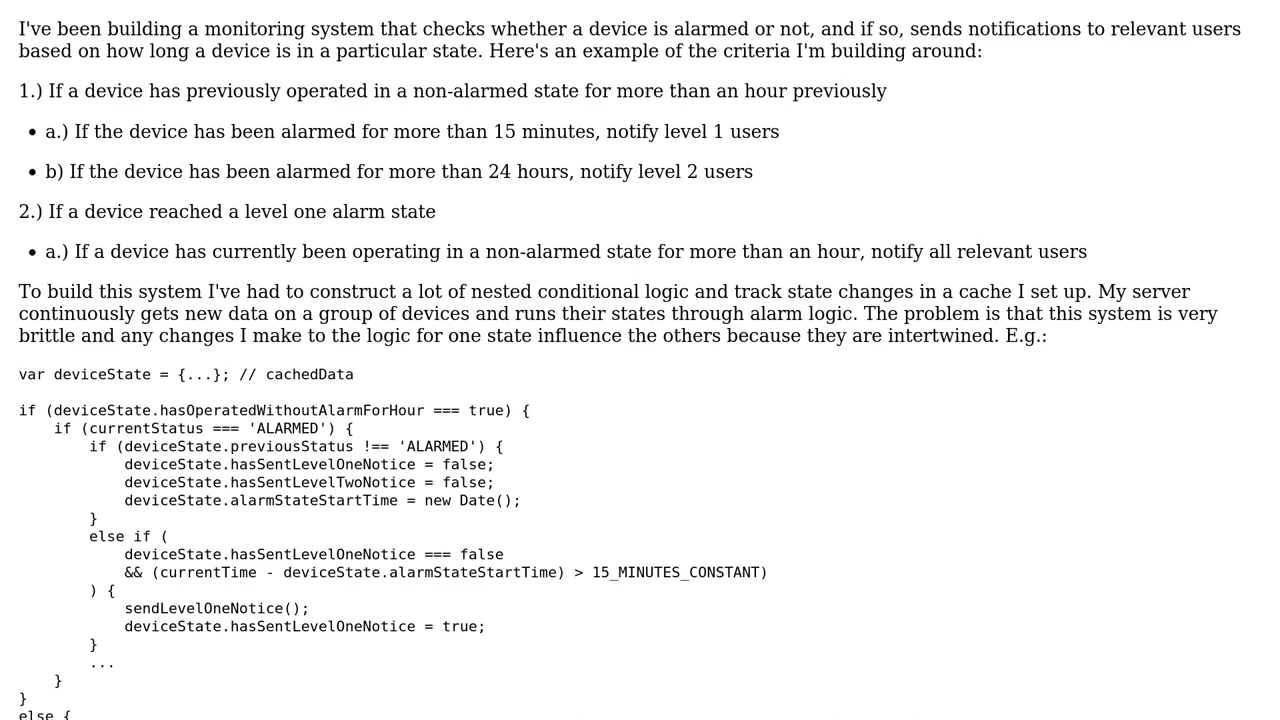 I've been building a monitoring system that checks whether a device is alarmed or not, and if so, sends notifications to relevant users
based on how long a device is in a particular state. Here's an example of the criteria I'm building around:
1.) If a device has previously operated in a non-alarmed state for more than an hour previously
• a.) If the device has been alarmed for more than 15 minutes, notify level 1 users
• b) If the device has been alarmed for more than 24 hours, notify level 2 users
2.) If a device reached a level one alarm state
• a.) If a device has currently been operating in a non-alarmed state for more than an hour, notify all relevant users
To build this system I've had to construct a lot of nested conditional logic and track state changes in a cache I set up. My server
continuously gets new data on a group of devices and runs their states through alarm logic. The problem is that this system is very
brittle and any changes I make to the logic for one state influence the others because they are intertwined. E.g.:
var deviceState = {...}; // cachedData
if (deviceState.hasOperatedWithoutAlarmForHour === true) {
    if (currentStatus === 'ALARMED') {
        if (deviceState.previousStatus !== 'ALARMED') {
            deviceState.hasSentLevelOneNotice = false;
            deviceState.hasSentLevelTwoNotice = false;
            deviceState.alarmStateStartTime = new Date();
        }
        else if (
            deviceState.hasSentLevelOneNotice === false
            && (currentTime - deviceState.alarmStateStartTime) > 15_MINUTES_CONSTANT)
        ) {
            sendLevelOneNotice();
            deviceState.hasSentLevelOneNotice = true;
        }
        ...
    }
}
else {